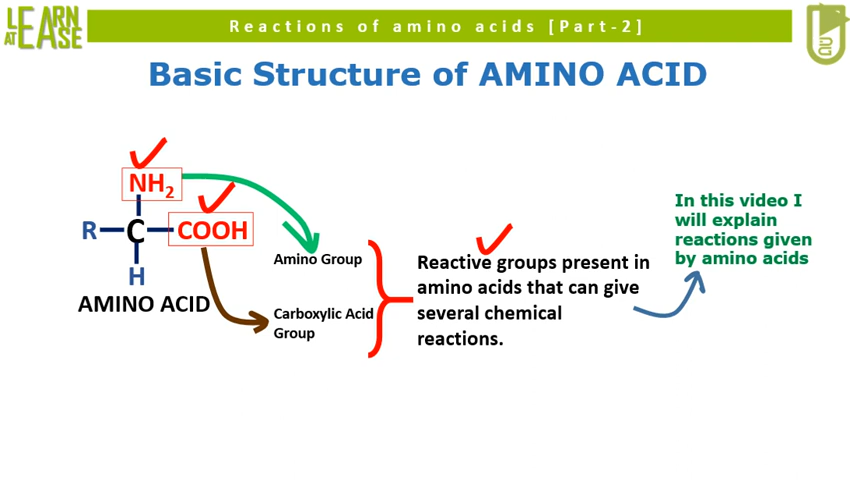 LEARN
AT EASE
Reactions of amino acids [Part-2]
Basic Structure of AMINO ACID
NH2
R C COOH
H
AMINO ACID
Amino Group
Carboxylic Acid
Group
Reactive groups present in
amino acids that can give
several chemical
reactions.
In this video I
will explain
reactions given
by amino acids